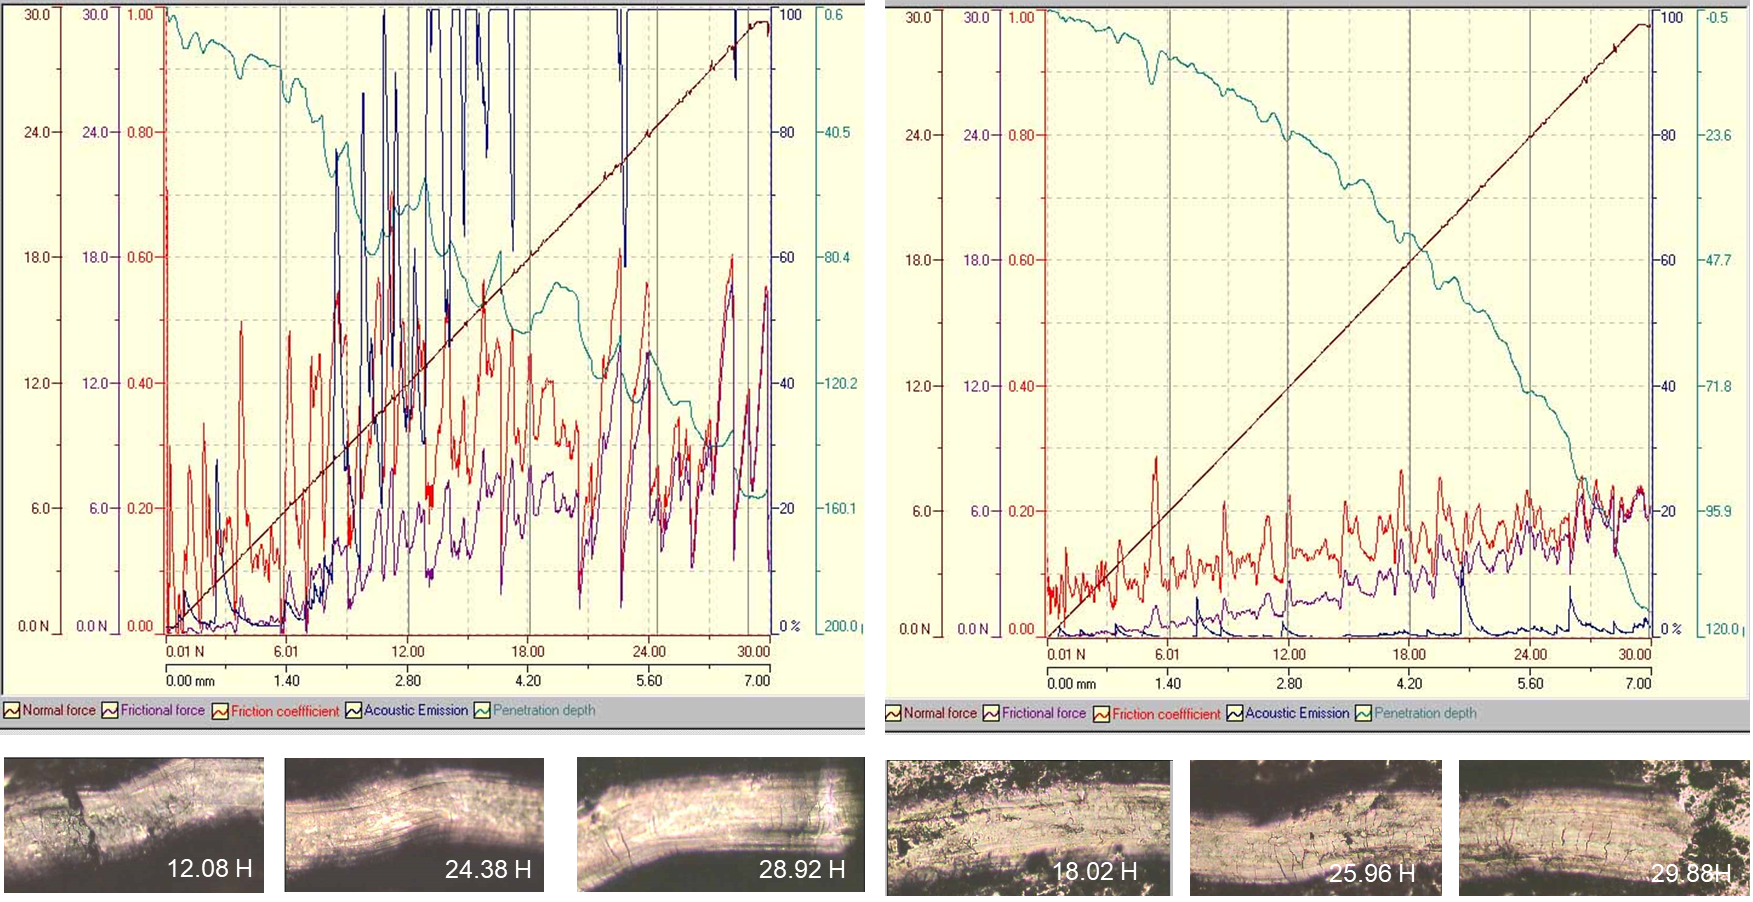 30.0 30.0 1.00 100 0.6
24.0 24.0 0.80 80 40.5
18.0 18.0 0.60 60 80.4
12.0 12.0 0.40 40 120.2
6.0 6.0 0.20 20 160.1
0.0 N 0.0 N 0.00 0 % 200.0
0.01 N 6.01 12.00 18.00 24.00 30.00
0.00 mm 1.40 2.80 4.20 5.60 7.00
Normal force Frictional force Friction coeffficient Acoustic Emission Penetration depth
12.08 H
24.38 H
28.92 H
30.0 30.0 1.00 100 -0.5
24.0 24.0 0.80 80 23.6
18.0 18.0 0.60 60 -47.7
12.0 12.0 0.40 40 -71.8
6.0 6.0 0.20 20 -95.9
0.0 N 0.0 N 0.00 0 % 120.0
0.01 N 6.01 12.00 18.00 24.00 30.00
0.00 mm 1.40 2.80 4.20 5.60 7.00
Normal force Frictional force Friction coeffficient Acoustic Emission Penetration depth
18.02 H
25.96 H
29.88H